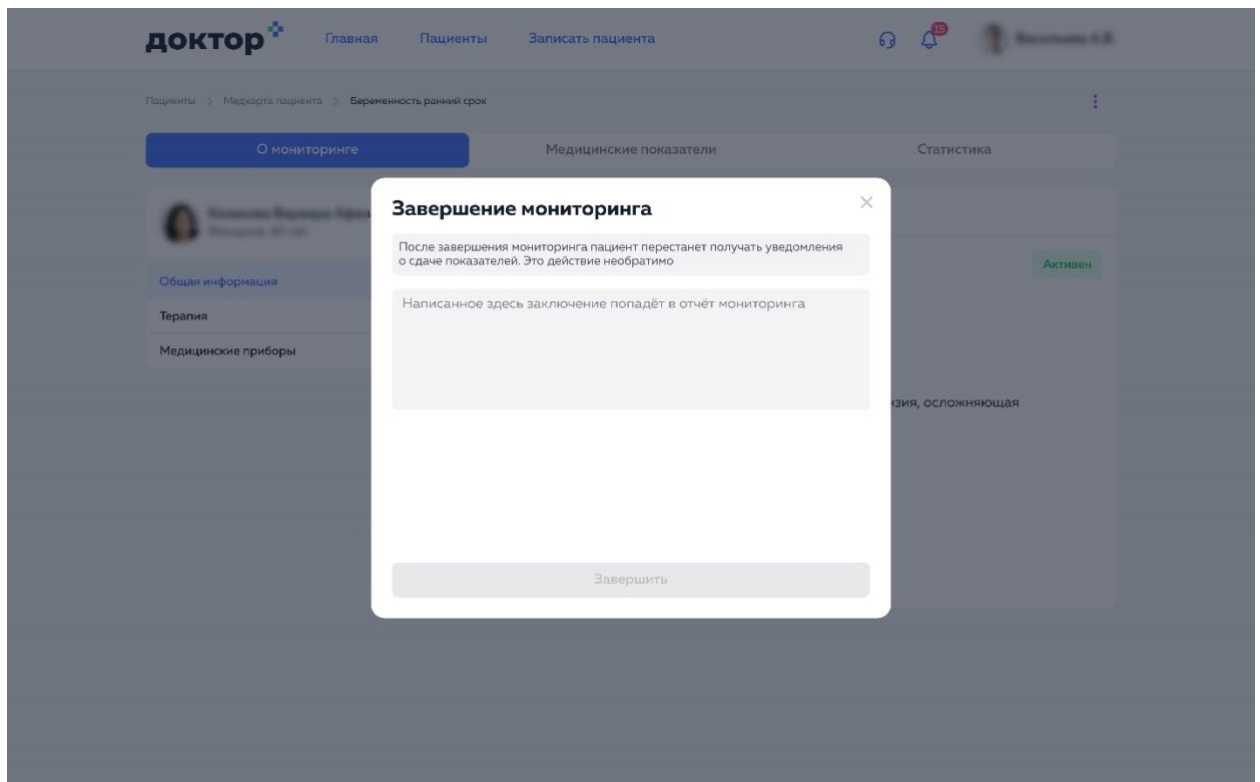 доктор
Главная Пациенты Записать пациента
15
Пациенты > Медкарта пациента > Беременность ранний срок
О мониторинге Медицинские показатели Статистика
Завершение мониторинга
После завершения мониторинга пациент перестанет получать уведомления
о сдаче показателей. Это действие необратимо
Активен
Общая информация
Написанное здесь заключение попадёт в отчёт мониторинга
Терапия
Медицинские приборы
осложняющая
Завершить